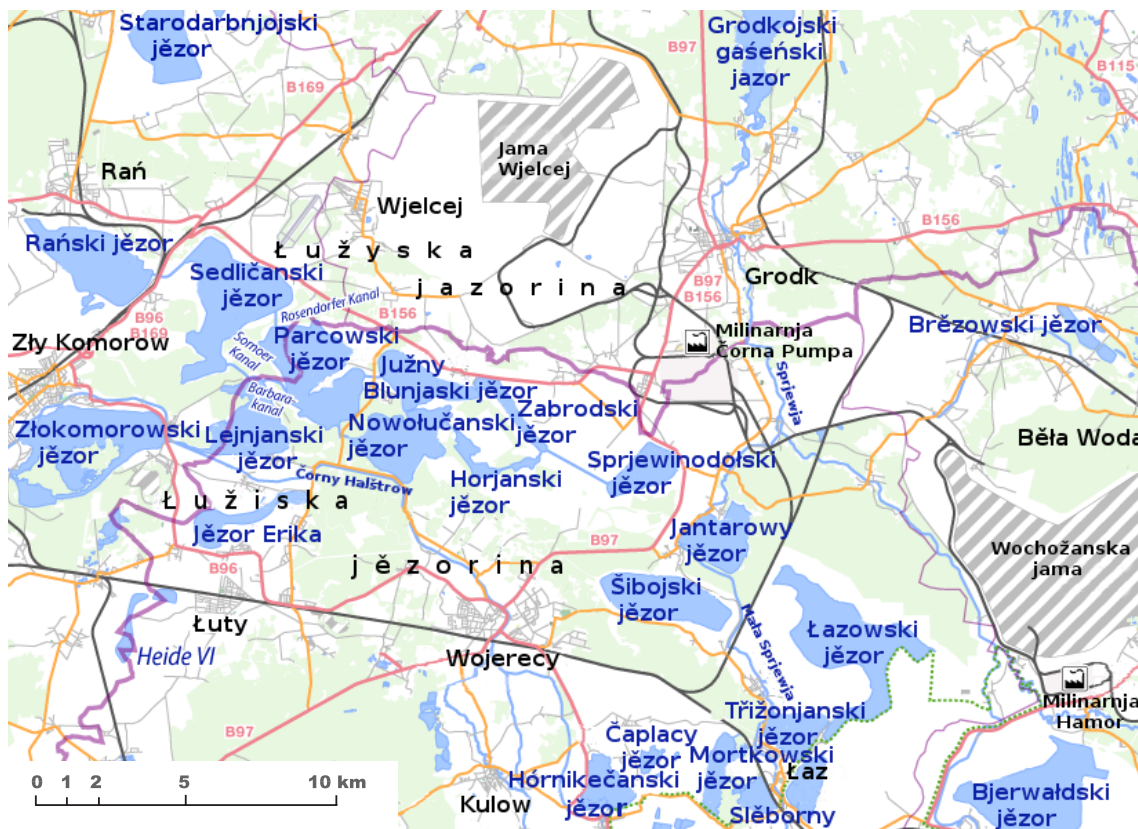 Starodarbnjojski
jězor
Grodkojski
gaśeński
jazor
B97
B115
B169
Jama
Wjelcej
Rań
Wjelcej
B156
Rański jězor
Łužyska
Sedličanski
jězor
jazorina
Grodk
B97
B156
Rosendorfer Kanal
B156
B96
B169
Zły Komorow
Parcowski
jězor
Sornoer
Kanal
Milinarnja
Čorna Pumpa
Brězowski jězor
Južny
Blunjaski jězor
Barbara-
kanal
Sprjewja
Złokomorowski
jězor
Lejnjanski
jězor
Nowołučanski
jězor
Zabrodski
jězor
Běła Woda
Sprjewinodolski
jězor
Horjanski
jězor
Čorny Halštrow
Łužiska
Jězor Erika
Jantarowy
jězor
B97
Wochožanska
jama
jězorina
B96
Šibojski
jězor
Łuty
Mała Sprjewja
Łazowski
jězor
Heide VI
Wojerecy
Milinarnja
Hamor
Třižonjanski
jězor
B97
Čaplacy
jězor
Mortkowski
jězor
Łaz
0 1 2 5 10 km
Kulow
Hórnikečanski
jězor
Slěborny
Bjerwałdski
jězor